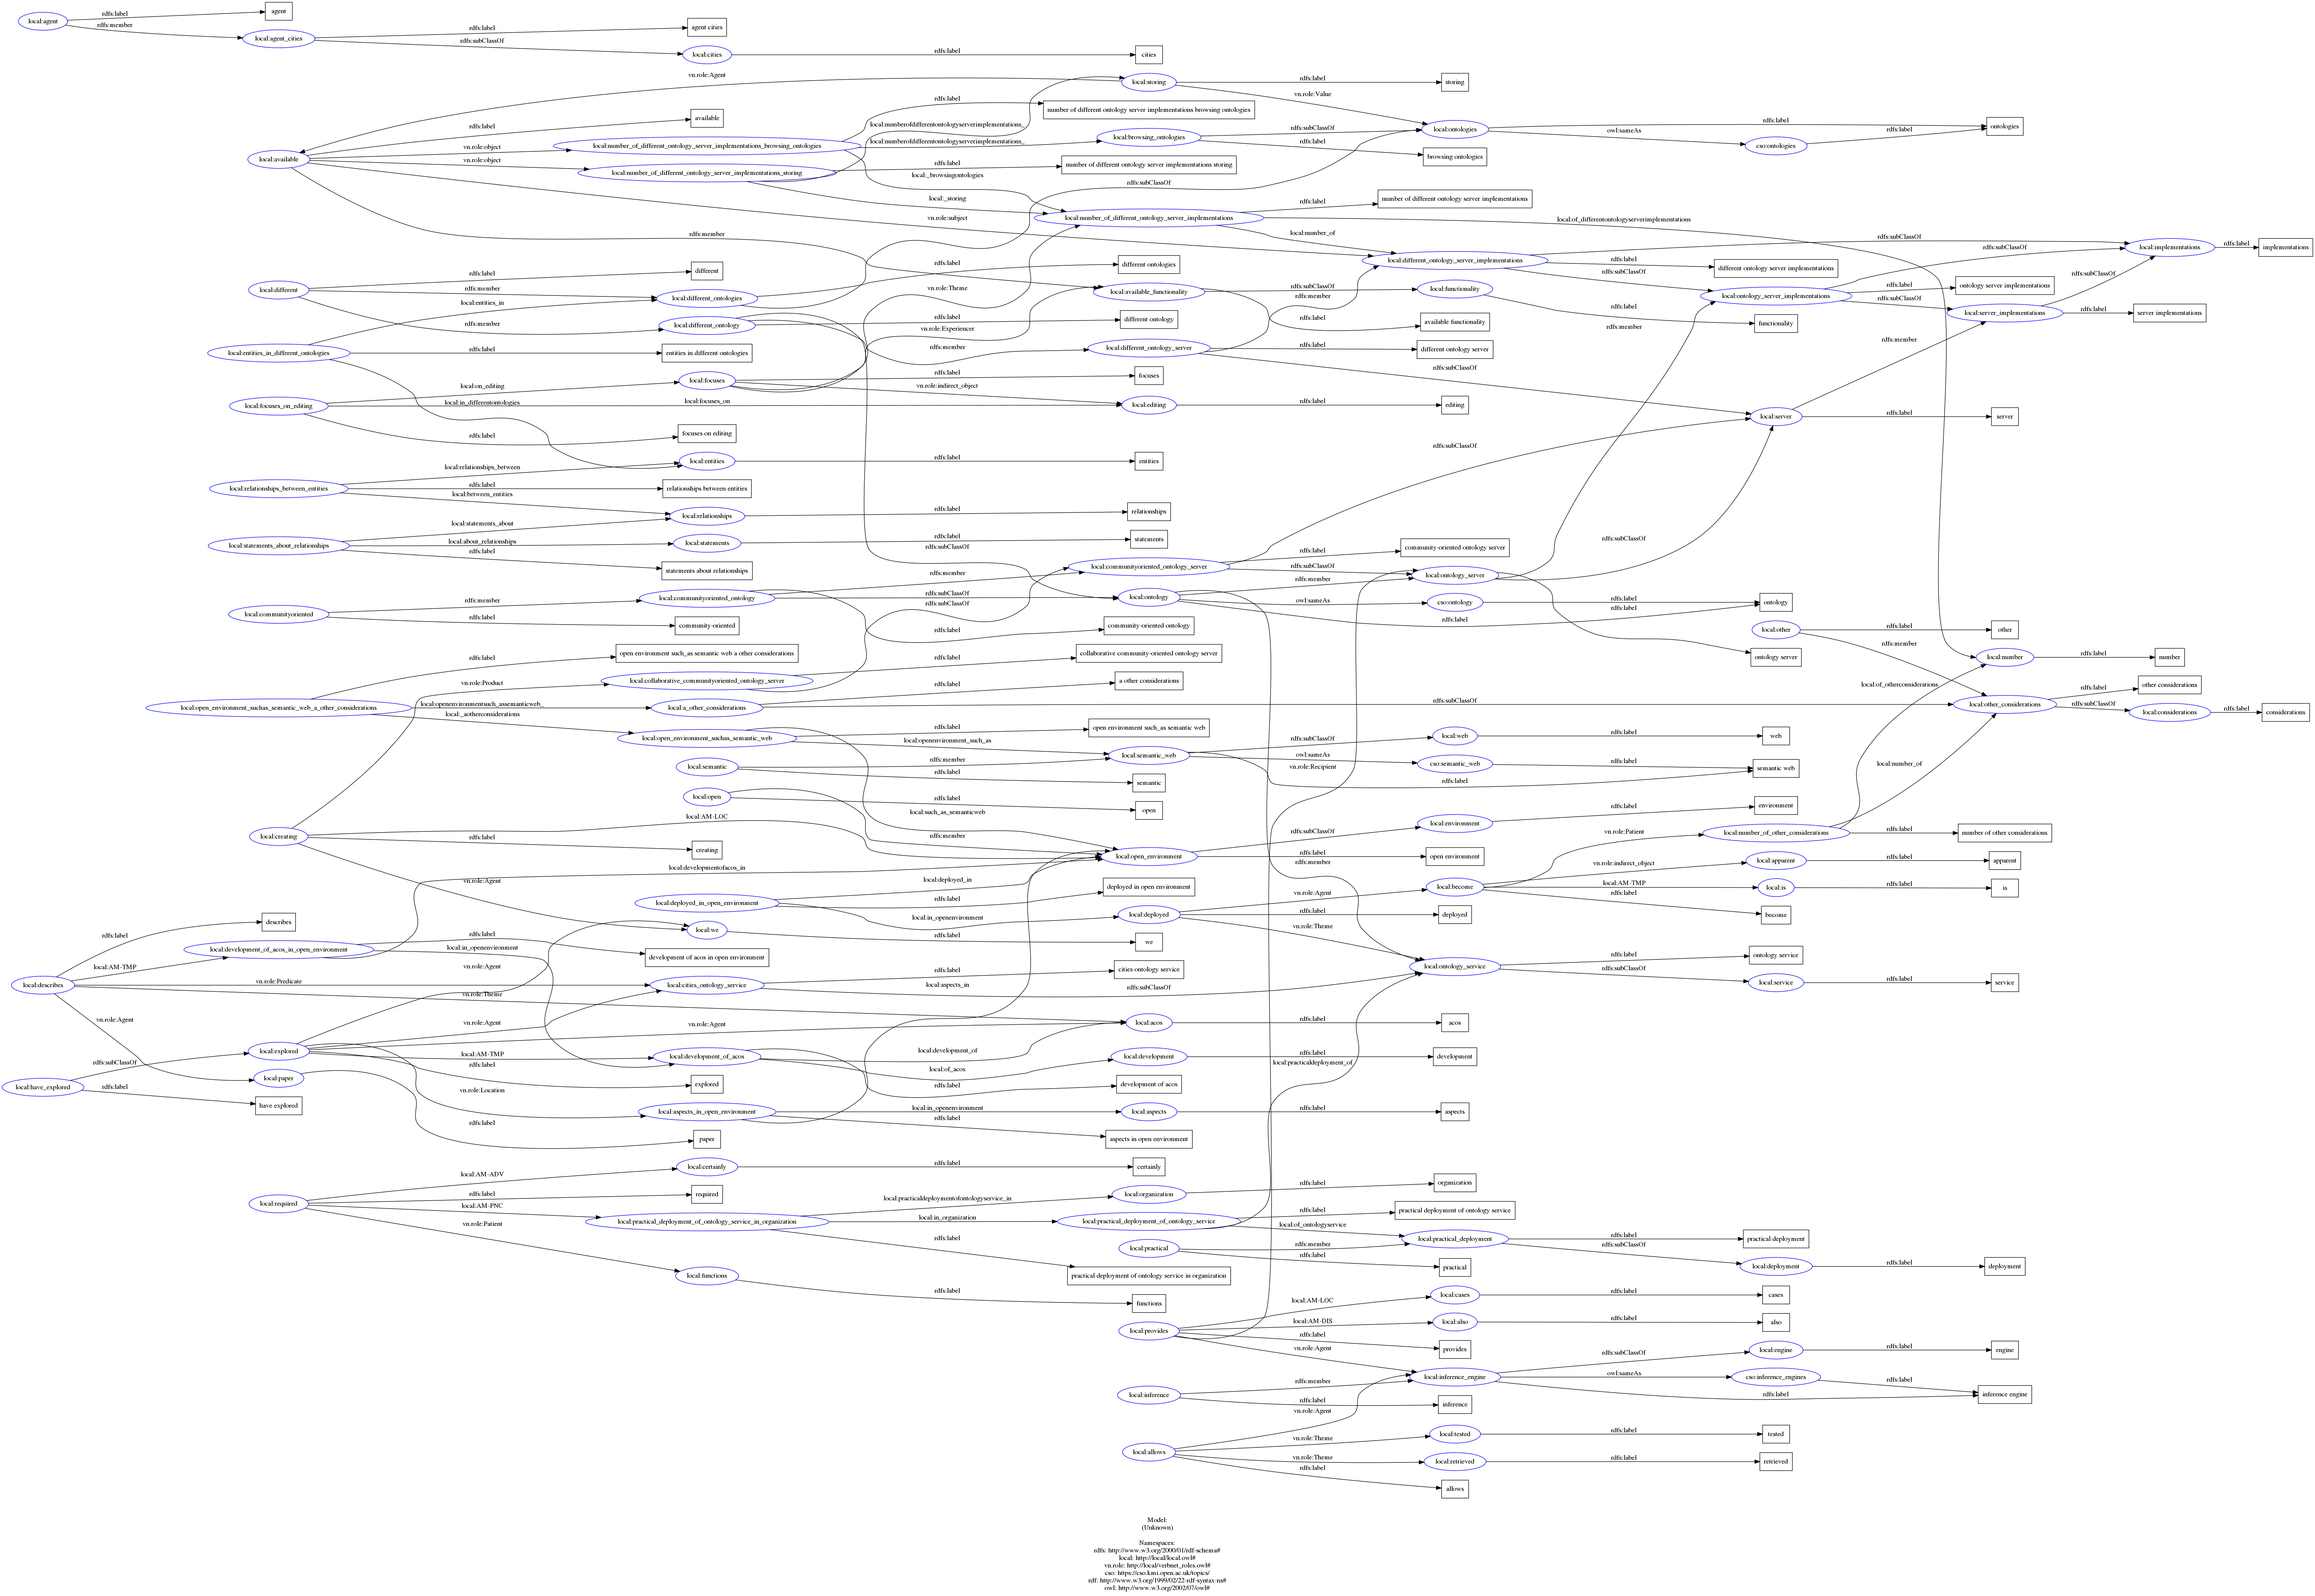 local:agent
rdfs:label
agent
rdfs:member
local:agent_cities
rdfs:label
agent cities
rdfs:subClassOf
local:cities
rdfs:label
cities
vn.role:Agent
local:storing
rdfs:label
storing
vn.role:Value
local:available
rdfs:label
available
vn.role:object
local:number_of_different_ontology_server_implementations_browsing_ontologies
rdfs:label
number of different ontology server implementations browsing ontologies
local:numberofdifferentontologyserverimplementations_
local:numberofdifferentontologyserverimplementations_
local:browsing_ontologies
rdfs:subClassOf
local:ontologies
rdfs:label
ontologies
owl:sameAs
cso:ontologies
rdfs:label
rdfs:label
browsing ontologies
vn.role:object
local:number_of_different_ontology_server_implementations_storing
rdfs:label
number of different ontology server implementations storing
local:_browsingontologies
rdfs:subClassOf
local:_storing
vn.role:subject
local:number_of_different_ontology_server_implementations
rdfs:label
number of different ontology server implementations
local:of_differentontologyserverimplementations
local:number_of
rdfs:member
local:different_ontology_server_implementations
rdfs:subClassOf
local:implementations
rdfs:label
implementations
rdfs:subClassOf
rdfs:label
different ontology server implementations
rdfs:subClassOf
rdfs:subClassOf
local:different
rdfs:label
different
rdfs:member
local:different_ontologies
rdfs:label
different ontologies
local:entities_in
vn.role:Theme
local:available_functionality
rdfs:subClassOf
local:functionality
rdfs:label
functionality
rdfs:member
local:ontology_server_implementations
rdfs:label
ontology server implementations
rdfs:subClassOf
local:server_implementations
rdfs:label
server implementations
rdfs:member
local:different_ontology
rdfs:label
different ontology
vn.role:Experiencer
rdfs:label
available functionality
rdfs:member
local:entities_in_different_ontologies
rdfs:label
entities in different ontologies
rdfs:member
local:different_ontology_server
rdfs:label
different ontology server
rdfs:member
rdfs:subClassOf
local:on_editing
local:focuses
rdfs:label
focuses
vn.role:indirect_object
local:focuses_on_editing
local:in_differentontologies
local:focuses_on
local:editing
rdfs:label
editing
local:server
rdfs:label
server
rdfs:label
focuses on editing
rdfs:subClassOf
local:relationships_between
local:entities
rdfs:label
entities
local:relationships_between_entities
rdfs:label
relationships between entities
local:between_entities
local:relationships
rdfs:label
relationships
local:statements_about
local:statements_about_relationships
local:about_relationships
local:statements
rdfs:label
statements
rdfs:subClassOf
rdfs:label
statements about relationships
rdfs:subClassOf
local:communityoriented_ontology_server
rdfs:label
community-oriented ontology server
rdfs:subClassOf
local:ontology_server
rdfs:member
rdfs:member
local:communityoriented
rdfs:member
local:communityoriented_ontology
rdfs:subClassOf
rdfs:subClassOf
local:ontology
owl:sameAs
cso:ontology
rdfs:label
ontology
rdfs:label
rdfs:label
rdfs:label
community-oriented
rdfs:label
community-oriented ontology
local:other
rdfs:label
other
rdfs:member
rdfs:label
open environment such_as semantic web a other considerations
rdfs:label
collaborative community-oriented ontology server
ontology server
local:number
rdfs:label
number
vn.role:Product
local:collaborative_communityoriented_ontology_server
rdfs:label
a other considerations
local:of_otherconsiderations
rdfs:label
other considerations
local:open_environment_suchas_semantic_web_a_other_considerations
local:openenvironmentsuch_assemanticweb_
local:a_other_considerations
rdfs:subClassOf
local:other_considerations
rdfs:subClassOf
local:considerations
rdfs:label
considerations
local:_aotherconsiderations
local:open_environment_suchas_semantic_web
rdfs:label
open environment such_as semantic web
local:openenvironment_such_as
local:semantic_web
rdfs:subClassOf
local:web
rdfs:label
web
owl:sameAs
cso:semantic_web
rdfs:label
semantic web
vn.role:Recipient
rdfs:label
local:number_of
local:semantic
rdfs:member
rdfs:label
semantic
local:open
rdfs:label
open
local:such_as_semanticweb
rdfs:member
local:creating
local:AM-LOC
rdfs:label
creating
vn.role:Agent
local:open_environment
rdfs:subClassOf
local:environment
rdfs:label
environment
rdfs:label
open environment
rdfs:member
vn.role:Patient
local:number_of_other_considerations
rdfs:label
number of other considerations
local:developmentofacos_in
local:deployed_in
local:deployed_in_open_environment
rdfs:label
deployed in open environment
local:in_openenvironment
local:deployed
vn.role:Agent
local:become
vn.role:indirect_object
local:apparent
rdfs:label
apparent
local:AM-TMP
local:is
rdfs:label
is
rdfs:label
become
rdfs:label
deployed
vn.role:Theme
rdfs:label
describes
local:we
rdfs:label
we
local:development_of_acos_in_open_environment
rdfs:label
development of acos in open environment
local:in_openenvironment
local:AM-TMP
vn.role:Agent
local:describes
vn.role:Predicate
local:cities_ontology_service
rdfs:label
cities ontology service
local:aspects_in
rdfs:subClassOf
local:ontology_service
rdfs:label
ontology service
rdfs:subClassOf
local:service
rdfs:label
service
vn.role:Theme
vn.role:Agent
vn.role:Agent
vn.role:Agent
local:acos
rdfs:label
acos
local:explored
local:AM-TMP
local:development_of_acos
local:development_of
local:of_acos
local:development
rdfs:label
development
rdfs:label
development of acos
local:practicaldeployment_of
rdfs:subClassOf
local:have_explored
rdfs:label
have explored
local:paper
rdfs:label
explored
vn.role:Location
local:aspects_in_open_environment
local:in_openenvironment
local:aspects
rdfs:label
aspects
rdfs:label
aspects in open environment
rdfs:label
paper
local:AM-ADV
local:certainly
rdfs:label
certainly
local:required
rdfs:label
required
local:AM-PNC
local:practical_deployment_of_ontology_service_in_organization
local:practicaldeploymentofontologyservice_in
local:organization
rdfs:label
organization
local:in_organization
local:practical_deployment_of_ontology_service
rdfs:label
practical deployment of ontology service
local:of_ontologyservice
vn.role:Patient
rdfs:label
practical deployment of ontology service in organization
local:practical
rdfs:member
local:practical_deployment
rdfs:label
practical deployment
rdfs:subClassOf
local:deployment
rdfs:label
deployment
rdfs:label
practical
local:functions
rdfs:label
functions
local:provides
local:AM-LOC
local:cases
rdfs:label
cases
local:AM-DIS
local:also
rdfs:label
also
rdfs:label
provides
vn.role:Agent
rdfs:subClassOf
local:engine
rdfs:label
engine
local:inference
rdfs:member
local:inference_engine
owl:sameAs
cso:inference_engines
rdfs:label
inference engine
rdfs:label
rdfs:label
inference
vn.role:Agent
local:allows
vn.role:Theme
local:tested
rdfs:label
tested
vn.role:Theme
local:retrieved
rdfs:label
retrieved
rdfs:label
allows
Model:
(Unknown)
Namespaces:
rdfs: http://www.w3.org/2000/01/rdf-schema#
local: http://local/local.owl#
vn.role: http://local/verbnet_roles.owl#
cso: https://cso.kmi.open.ac.uk/topics/
rdf: http://www.w3.org/1999/02/22-rdf-syntax-ns#
owl: http://www.w3.org/2002/07/owl#